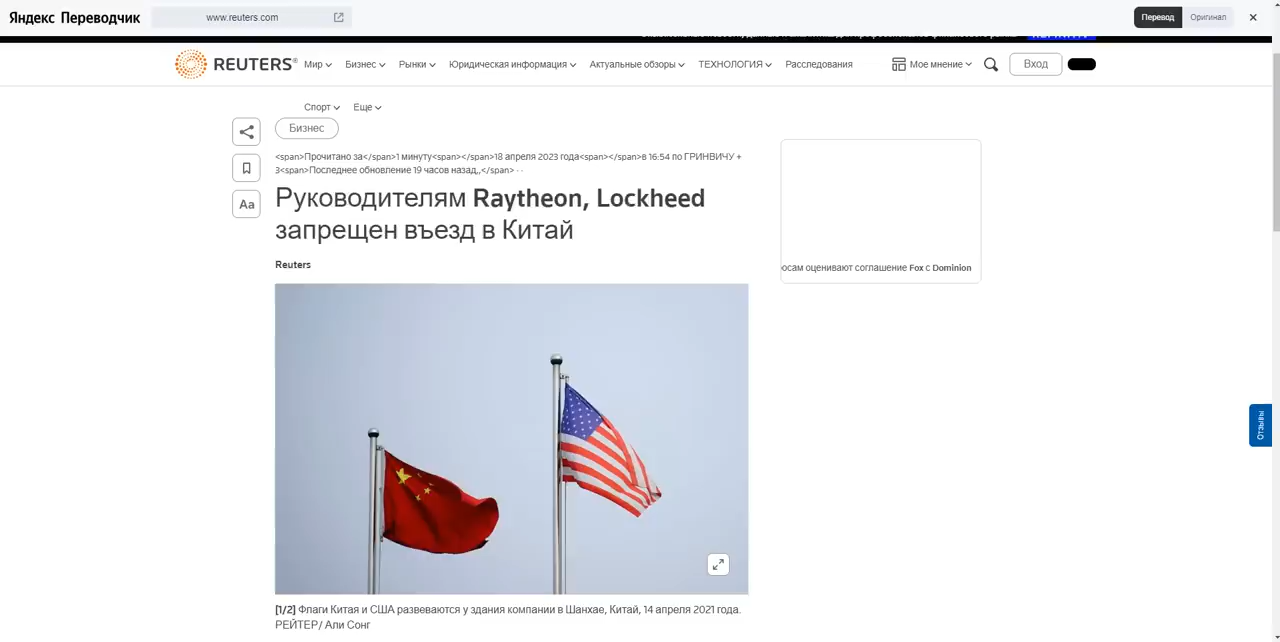 Яндекс Переводчик
www.reuters.com
Перевод
Оригинал
REUTERS®
Мир
Бизнес
Рынки
Юридическая информация
Актуальные обзоры
ТЕХНОЛОГИЯ
Расследования
Мое мнение
Вход
Спорт
Еще
Бизнес
<span>Прочитано за</span>1 минуту<span></span>18 апреля 2023 года<span></span>в 16:54 по ГРИНВИЧУ +
3<span>Последнее обновление 19 часов назад,,</span> · ·
Aa
Руководителям Raytheon, Lockheed
запрещен въезд в Китай
Reuters
осам оценивают соглашение Fox с Dominion
Отзывы
[1/2] Флаги Китая и США развеваются у здания компании в Шанхае, Китай, 14 апреля 2021 года.
РЕЙТЕР/ Али Сонг